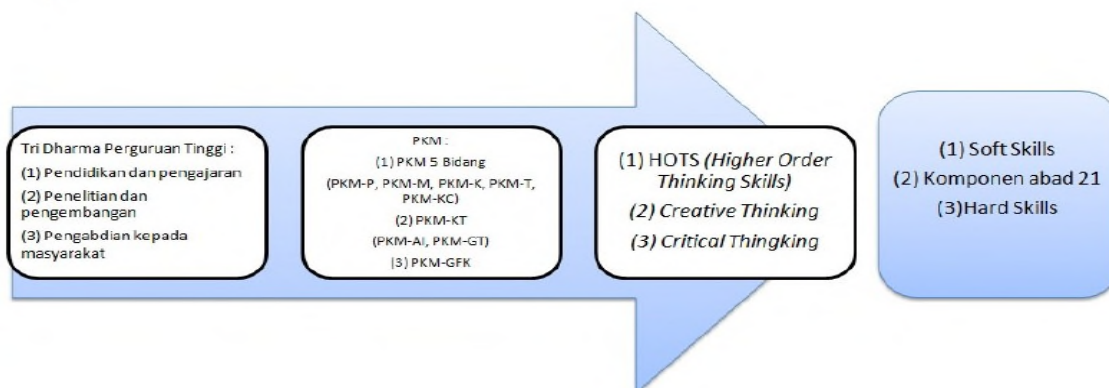 Tri Dharma Perguruan Tinggi :
(1) Pendidikan dan pengajaran
(2) Penelitian dan
pengembangan
(3) Pengabdian kepada
masyarakat
PKM :
(1) PKM 5 Bidang
(PKM-P, PKM-M, PKM-K, PKM-T,
PKM-KC)
(2) PKM-KT
(PKM-AI, PKM-GT)
(3) PKM-GFK
(1) HOTS (Higher Order
Thinking Skills)
(2) Creative Thinking
(3) Critical Thingking
(1) Soft Skills
(2) Komponen abad 21
(3)Hard Skills